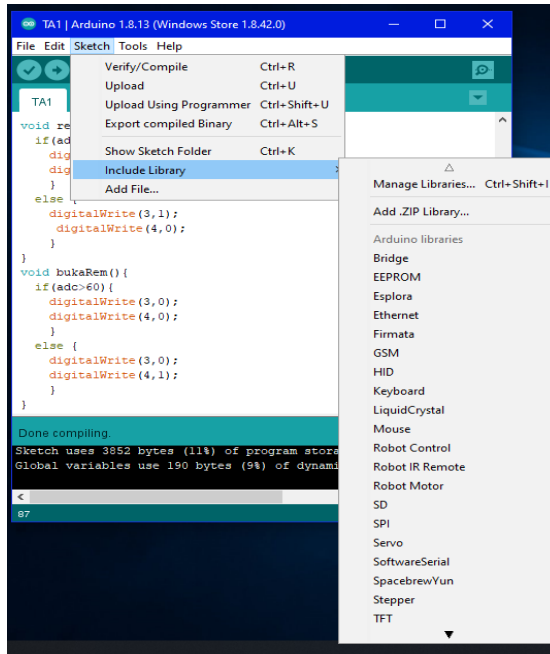 TA1 | Arduino 1.8.13 (Windows Store 1.8.42.0)
File Edit Sketch Tools Help
Verify/Compile Ctrl+R
Upload Ctrl+U
Upload Using Programmer Ctrl+Shift+U
Export compiled Binary Ctrl+Alt+S
Show Sketch Folder Ctrl+K
Include Library
Add File...
Manage Libraries... Ctrl+Shift+I
Add .ZIP Library...
Arduino libraries
Bridge
EEPROM
Esplora
Ethernet
Firmata
GSM
HID
Keyboard
LiquidCrystal
Mouse
Robot Control
Robot IR Remote
Robot Motor
SD
SPI
Servo
SoftwareSerial
SpacebrewYun
Stepper
TFT
TA1
void re
if(ad
dig
dig
}
else {
digitalWrite(3,1);
digitalWrite(4,0);
}
}
void bukaRem(){
if(adc>60){
digitalWrite(3,0);
digitalWrite(4,0);
}
else {
digitalWrite(3,0);
digitalWrite(4,1);
}
}
Done compiling.
Sketch uses 3852 bytes (11%) of program stora
Global variables use 190 bytes (9%) of dynami
87